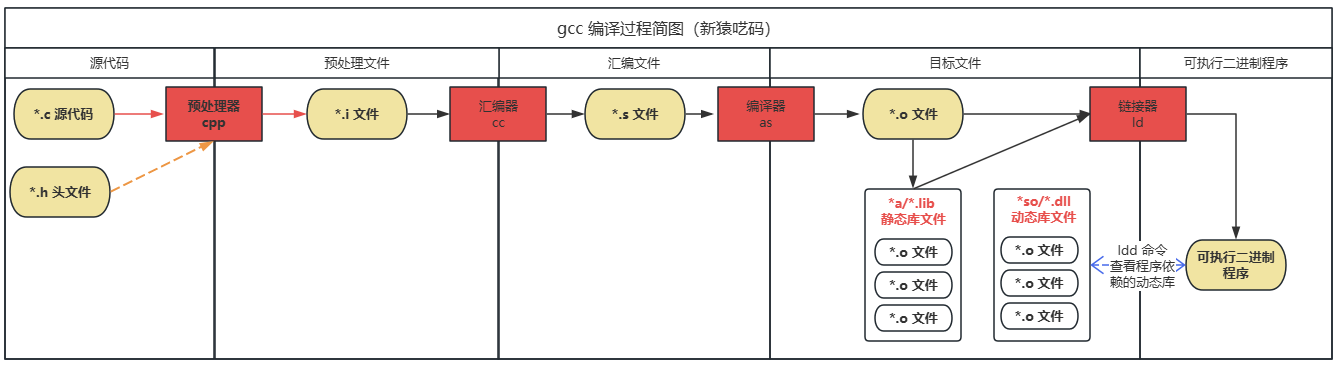 gcc 编译过程简图（新猿呓码）
源代码
预处理文件
汇编文件
目标文件
可执行二进制程序
*.c 源代码
预处理器
cpp
*.i 文件
汇编器
cc
*.s 文件
编译器
as
*.o 文件
链接器
ld
*.h 头文件
*a/*.lib
静态库文件
*.o 文件
*.o 文件
*.o 文件
*so/*.dll
动态库文件
*.o 文件
*.o 文件
*.o 文件
ldd 命令
查看程序依
赖的动态库
可执行二进制
程序